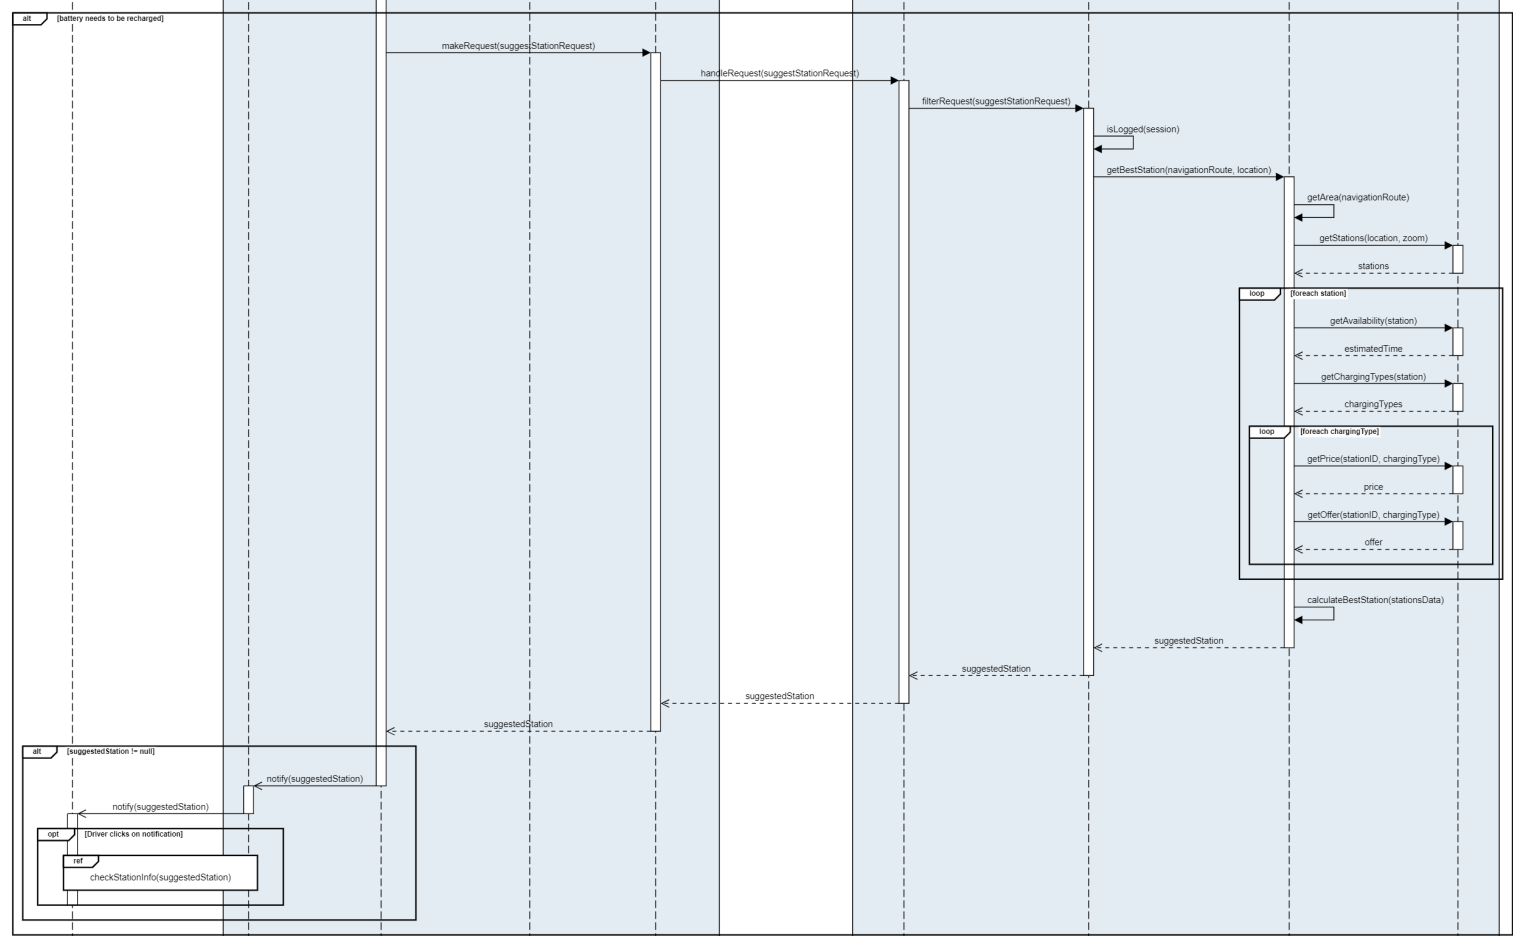 alt [battery needs to be recharged]
makeRequest(suggestStationRequest)
handleRequest(suggestStationRequest)
filterRequest(suggestStationRequest)
isLogged(session)
getBestStation(navigationRoute, location)
getArea(navigationRoute)
getStations(location, zoom)
stations
loop [foreach station]
getAvailability(station)
estimatedTime
getChargingTypes(station)
chargingTypes
loop [foreach chargingType]
getPrice(stationID, chargingType)
price
getOffer(stationID, chargingType)
offer
calculateBestStation(stationsData)
suggestedStation
suggestedStation
suggestedStation
suggestedStation
alt [suggestedStation != null]
notify(suggestedStation)
notify(suggestedStation)
opt [Driver clicks on notification]
ref
checkStationInfo(suggestedStation)